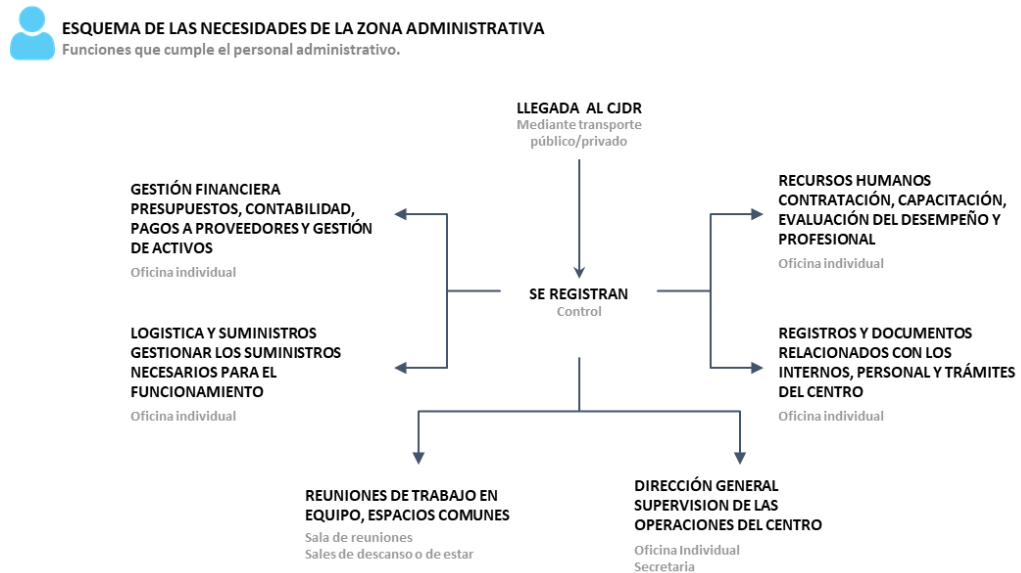 ESQUEMA DE LAS NECESIDADES DE LA ZONA ADMINISTRATIVA
Funciones que cumple el personal administrativo.
LLEGADA AL CJDR
Mediante transporte
público/privado
GESTIÓN FINANCIERA
PRESUPUESTOS, CONTABILIDAD,
PAGOS A PROVEEDORES Y GESTIÓN
DE ACTIVOS
Oficina individual
RECURSOS HUMANOS
CONTRATACIÓN, CAPACITACIÓN,
EVALUACIÓN DEL DESEMPEÑO Y
PROFESIONAL
Oficina individual
SE REGISTRAN
Control
LOGISTICA Y SUMINISTROS
GESTIONAR LOS SUMINISTROS
NECESARIOS PARA EL
FUNCIONAMIENTO
Oficina individual
REGISTROS Y DOCUMENTOS
RELACIONADOS CON LOS
INTERNOS, PERSONAL Y TRÁMITES
DEL CENTRO
Oficina individual
REUNIONES DE TRABAJO EN
EQUIPO, ESPACIOS COMUNES
Sala de reuniones
Sales de descanso o de estar
DIRECCIÓN GENERAL
SUPERVISION DE LAS
OPERACIONES DEL CENTRO
Oficina Individual
Secretaria